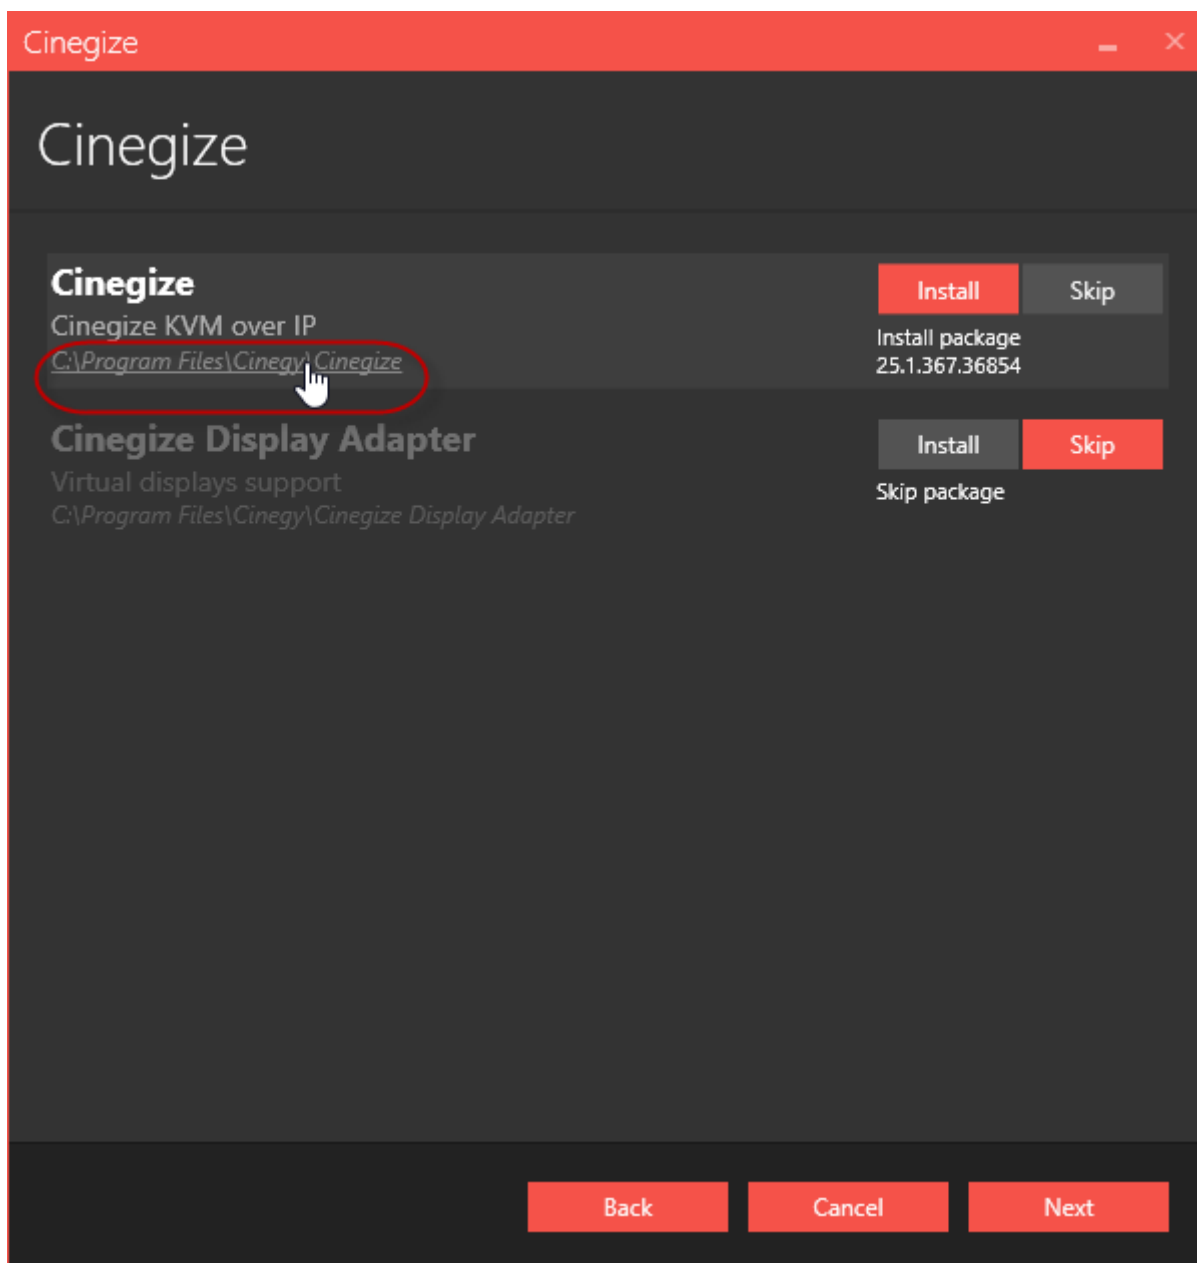 Cinegize
Cinegize
Cinegize
Cinegize KVM over IP
C:\Program Files\Cinegy\Cinegize
Install
Skip
Install package
25.1.367.36854
Cinegize Display Adapter
Virtual displays support
C:\Program Files\Cinegy\Cinegize Display Adapter
Install
Skip
Skip package
Back
Cancel
Next